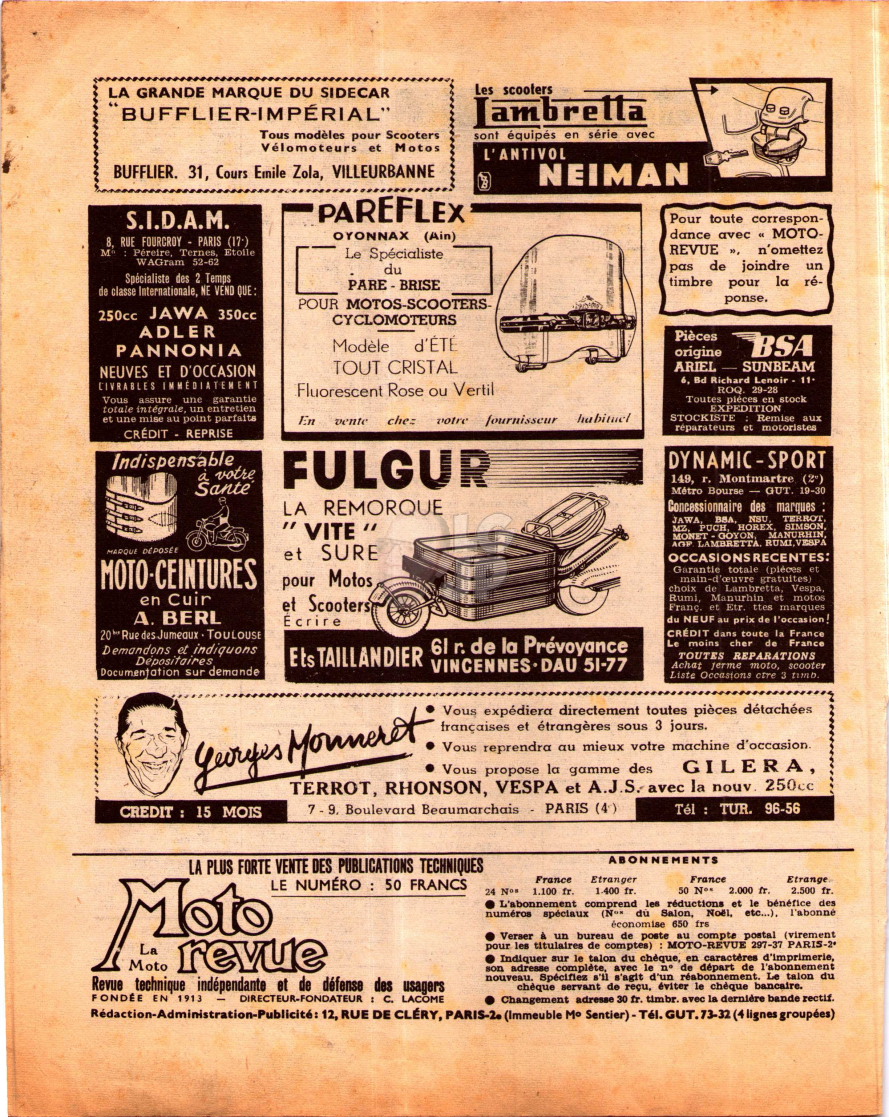 LA GRANDE MARQUE DU SIDECAR
"BUFFLIER-IMPÉRIAL"
Tous modèles pour Scooters
Vélomoteurs et Motos
BUFFLIER. 31, Cours Emile Zola, VILLEURBANNE
Les scooters
Lambretta
sont équipés en série avec
L'ANTIVOL
NEIMAN
S.I.D.A.M.
8, RUE FOURCROY - PARIS (17e)
Mo : Péreire, Ternes, Etoile
WAGram 52-62
Spécialiste des 2 Temps
de classe Internationale, NE VEND QUE :
250cc JAWA 350cc
ADLER
PANNONIA
NEUVES ET D'OCCASION
LIVRABLES IMMÉDIATEMENT
Vous assure une garantie
totale intégrale, un entretien
et une mise au point parfaits
CRÉDIT - REPRISE
PAREFLEX
OYONNAX (Ain)
Le Spécialiste
du
PARE-BRISE
POUR MOTOS-SCOOTERS-
CYCLOMOTEURS
Modèle d'ÉTÉ
TOUT CRISTAL
Fluorescent Rose ou Vertil
En vente chez votre fournisseur habituel
Pour toute correspon-
dance avec « MOTO-
REVUE », n'omettez
pas de joindre un
timbre pour la ré-
ponse.
Pièces
origine BSA
ARIEL — SUNBEAM
6, Bd Richard Lenoir - 11e
ROQ. 29-28
Toutes pièces en stock
EXPEDITION
STOCKISTE : Remise aux
réparateurs et motoristes
Indispensable
à votre
Santé
MARQUE DÉPOSÉE
MOTO-CEINTURES
en Cuir
A. BERL
20 bis Rue des Jumeaux · TOULOUSE
Demandons et indiquons
Dépositaires
Documentation sur demande
FULGUR
LA REMORQUE
"VITE"
et SURE
pour Motos
et Scooters
Écrire
Ets TAILLANDIER 61 r. de la Prévoyance
VINCENNES · DAU 51-77
DYNAMIC-SPORT
149, r. Montmartre (2e)
Métro Bourse — GUT. 19-30
Concessionnaire des marques :
JAWA, BSA, NSU, TERROT,
MZ, PUCH, HOREX, SIMSON,
MONET-GOYON, MANURHIN,
AGF LAMBRETTA, RUMI, VESPA
OCCASIONS RECENTES:
Garantie totale (pièces et
main-d'œuvre gratuites)
choix de Lambretta, Vespa,
Rumi, Manurhin et motos
Franç. et Etr. ttes marques
du NEUF au prix de l'occasion !
CRÉDIT dans toute la France
Le moins cher de France
TOUTES REPARATIONS
Achat ferme moto, scooter
Liste Occasions ctre 3 timb.
Georges Monneret
● Vous expédiera directement toutes pièces détachées
françaises et étrangères sous 3 jours.
● Vous reprendra au mieux votre machine d'occasion.
● Vous propose la gamme des GILERA,
TERROT, RHONSON, VESPA et A.J.S. avec la nouv. 250cc
CREDIT : 15 MOIS
7-9, Boulevard Beaumarchais - PARIS (4e)
Tél : TUR. 96-56
LA PLUS FORTE VENTE DES PUBLICATIONS TECHNIQUES
LE NUMÉRO : 50 FRANCS
Moto
revue
La
Moto
Revue technique indépendante et de défense des usagers
FONDÉE EN 1913 — DIRECTEUR-FONDATEUR : C. LACOME
ABONNEMENTS
France Etranger France Etrange
24 Nos 1.100 fr. 1.400 fr. 50 Nos 2.000 fr. 2.500 fr.
● L'abonnement comprend les réductions et le bénéfice des
numéros spéciaux (Nos du Salon, Noël, etc...), l'abonné
économise 650 frs
● Verser à un bureau de poste au compte postal (virement
pour les titulaires de comptes) : MOTO-REVUE 297-37 PARIS-2e
● Indiquer sur le talon du chèque, en caractères d'imprimerie,
son adresse complète, avec le n° de départ de l'abonnement
nouveau. Spécifiez s'il s'agit d'un réabonnement. Le talon du
chèque servant de reçu, éviter le chèque bancaire.
● Changement adresse 30 fr. timbr. avec la dernière bande rectif.
Rédaction-Administration-Publicité : 12, RUE DE CLÉRY, PARIS-2e (Immeuble Mo Sentier) - Tél. GUT. 73-32 (4 lignes groupées)